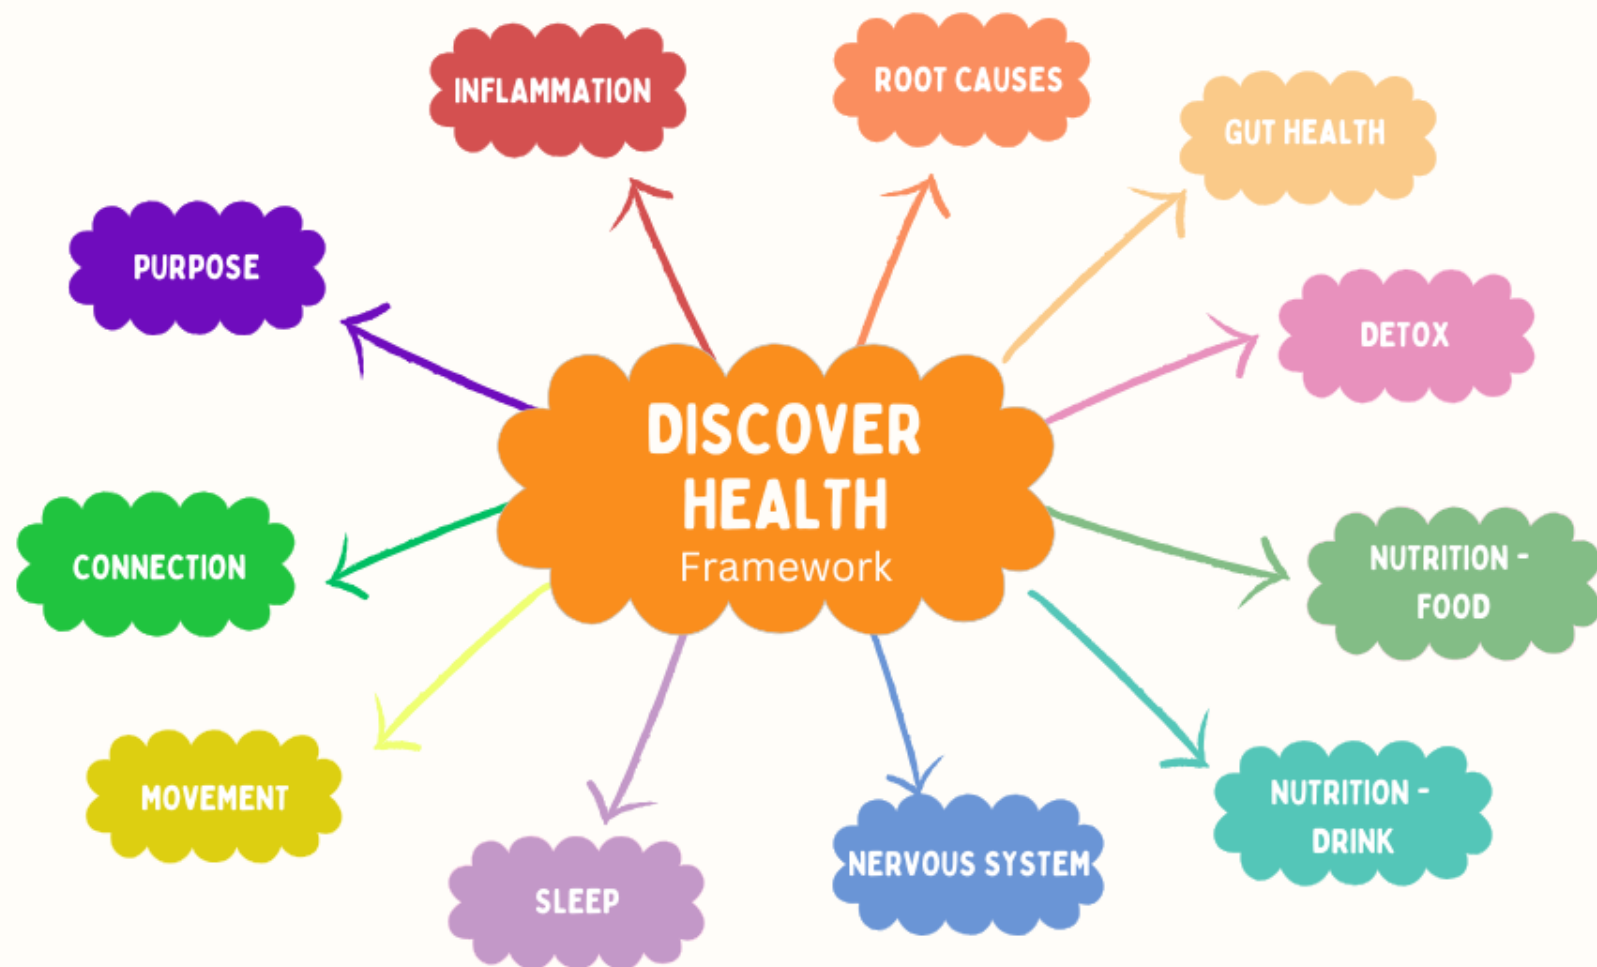 INFLAMMATION
ROOT CAUSES
GUT HEALTH
PURPOSE
DETOX
DISCOVER
HEALTH
Framework
CONNECTION
NUTRITION -
FOOD
MOVEMENT
NUTRITION -
DRINK
SLEEP
NERVOUS SYSTEM